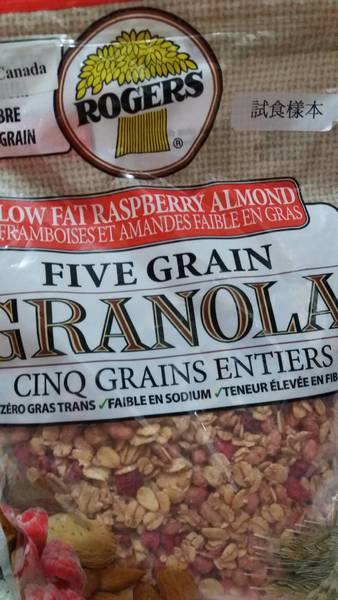 Canada
ROGERS
®
試食樣本
GRAIN
LOW FAT RASPBERRY ALMOND
FRAMBOISES ET AMANDES FAIBLE EN GRAS
FIVE GRAIN
GRANOLA
CINQ GRAINS ENTIERS
ZÉRO GRAS TRANS ✓FAIBLE EN SODIUM ✓TENEUR ÉLEVÉE EN FIB